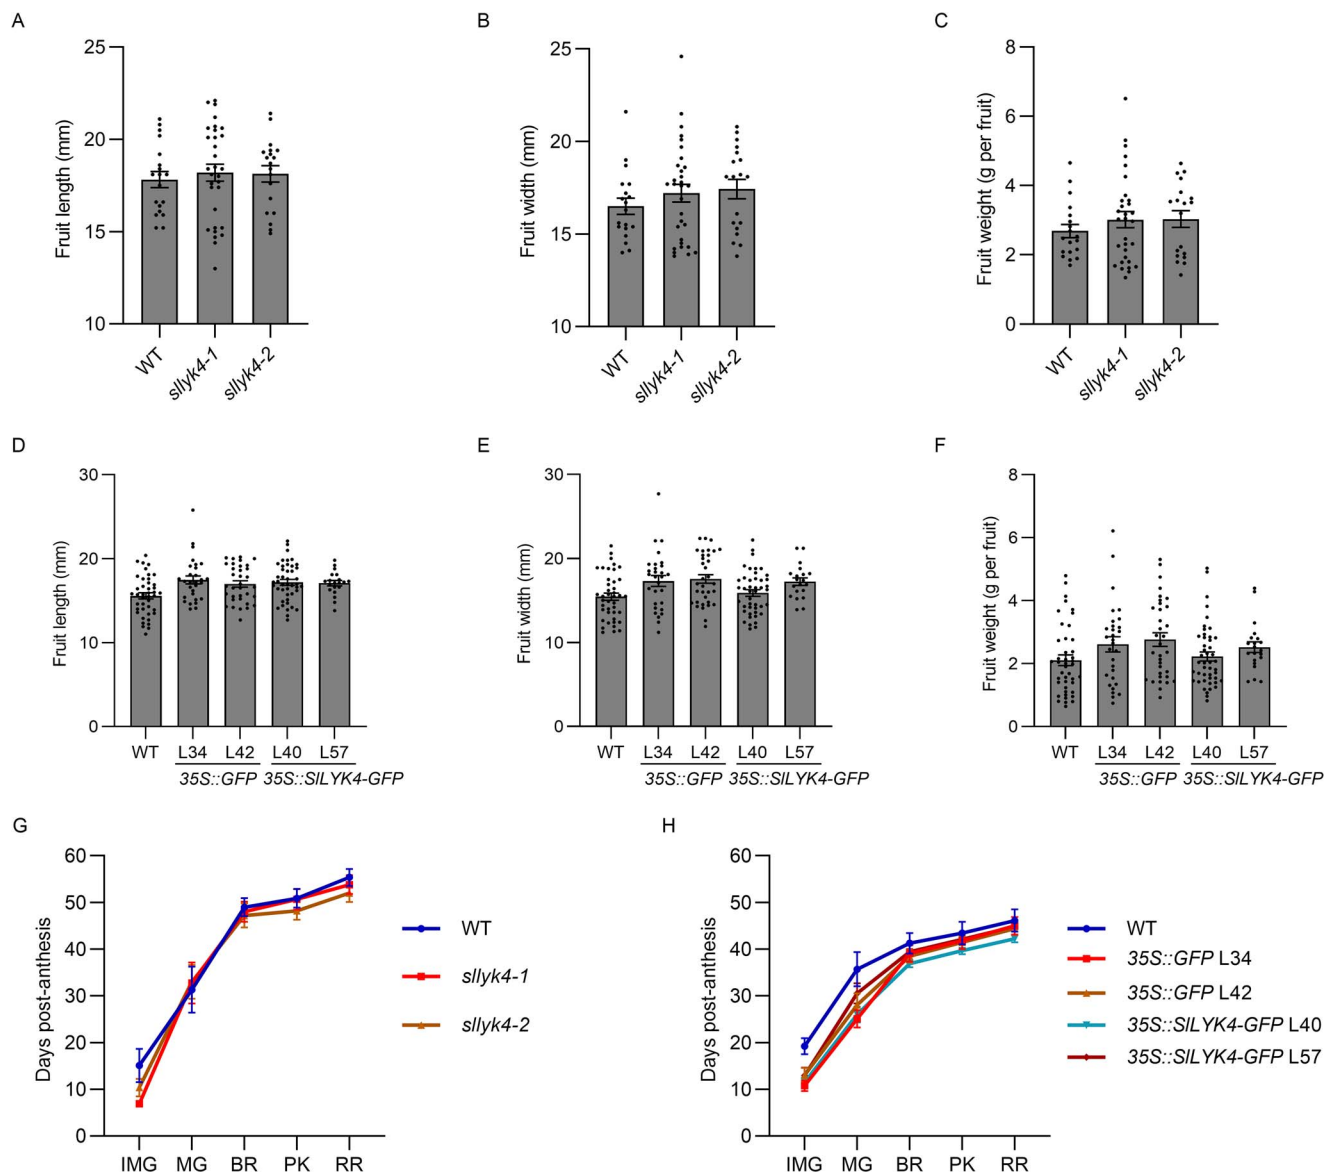 A
B
C
25
20
15
10
Fruit length (mm)
WT
sllyk4-1
sllyk4-2
25
20
15
10
Fruit width (mm)
WT
sllyk4-1
sllyk4-2
8
6
4
2
0
Fruit weight (g per fruit)
WT
sllyk4-1
sllyk4-2
D
E
F
30
20
10
0
Fruit length (mm)
WT L34 L42 L40 L57
35S::GFP 35S::SlLYK4-GFP
30
20
10
0
Fruit width (mm)
WT L34 L42 L40 L57
35S::GFP 35S::SlLYK4-GFP
8
6
4
2
0
Fruit weight (g per fruit)
WT L34 L42 L40 L57
35S::GFP 35S::SlLYK4-GFP
G
H
60
50
40
30
20
10
0
Days post-anthesis
IMG MG BR PK RR
WT
sllyk4-1
sllyk4-2
60
50
40
30
20
10
0
Days post-anthesis
IMG MG BR PK RR
WT
35S::GFP L34
35S::GFP L42
35S::SlLYK4-GFP L40
35S::SlLYK4-GFP L57